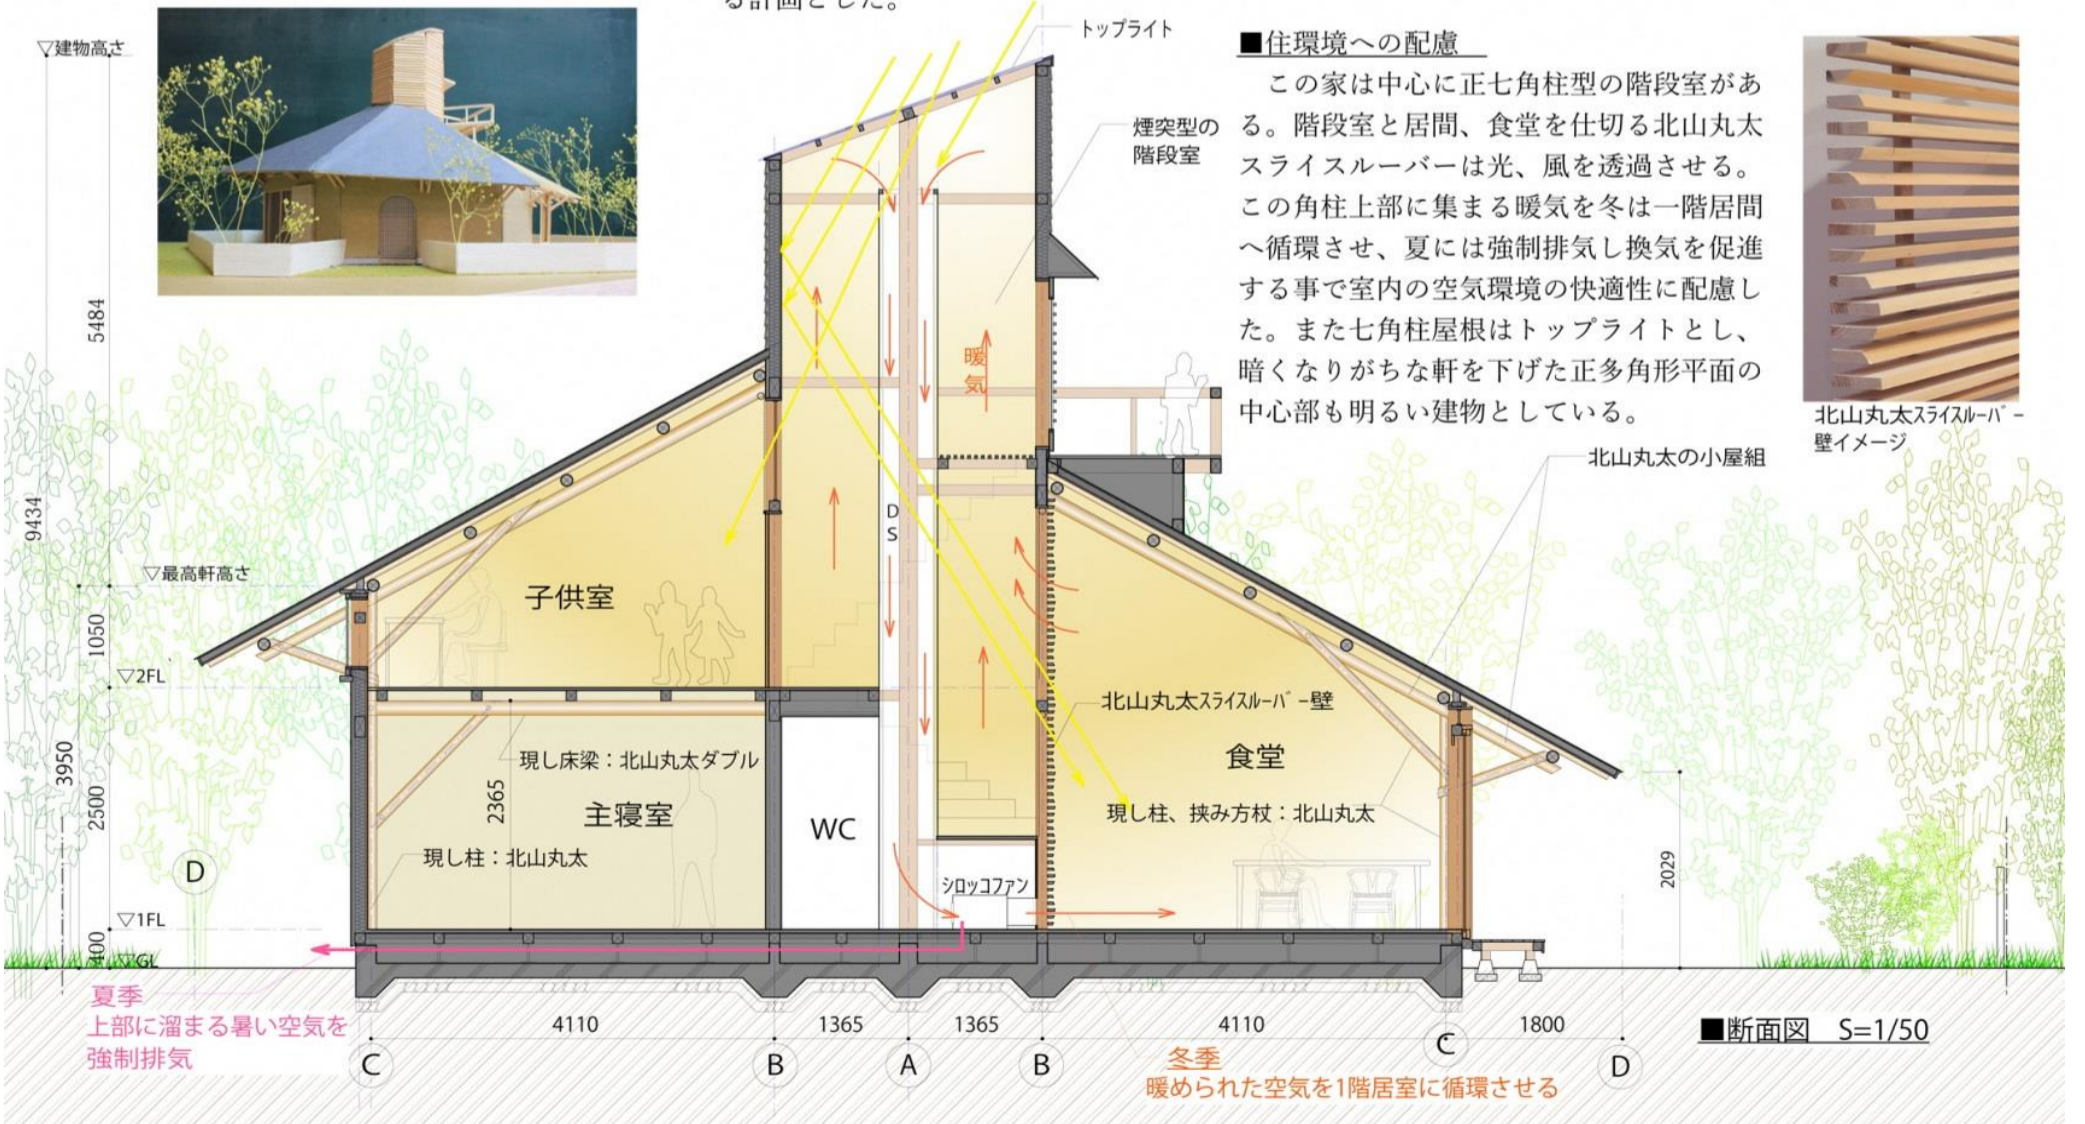 る計画とした。
▽建物高さ
トップライト
煙突型の
階段室
■住環境への配慮
この家は中心に正七角柱型の階段室があ
る。階段室と居間、食堂を仕切る北山丸太
スライスルーバーは光、風を透過させる。
この角柱上部に集まる暖気を冬は一階居間
へ循環させ、夏には強制排気し換気を促進
する事で室内の空気環境の快適性に配慮し
た。また七角柱屋根はトップライトとし、
暗くなりがちな軒を下げた正多角形平面の
中心部も明るい建物としている。
北山丸太スライスルーバー
壁イメージ
北山丸太の小屋組
5484
9434
暖
気
D
S
▽最高軒高さ
子供室
1050
▽2FL
3950
2500
現し床梁：北山丸太ダブル
2365
主寝室
現し柱：北山丸太
WC
北山丸太スライスルーバー壁
食堂
現し柱、挟み方杖：北山丸太
シロッコファン
2029
D
▽1FL
400
▽GL
夏季
上部に溜まる暑い空気を
強制排気
4110
1365
1365
4110
1800
C
B
A
B
C
D
冬季
暖められた空気を1階居室に循環させる
■断面図 S=1/50